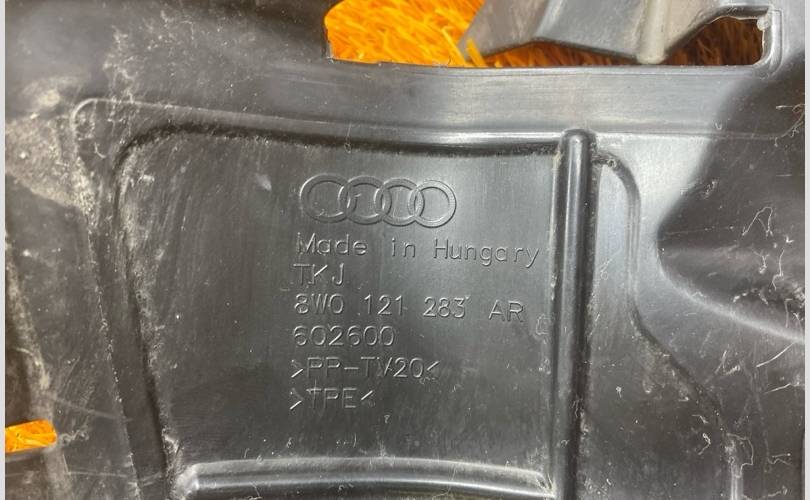 Made in Hungary
TKJ
8W0 121 283 AR
602600
>PP-TV20<
>TPE<